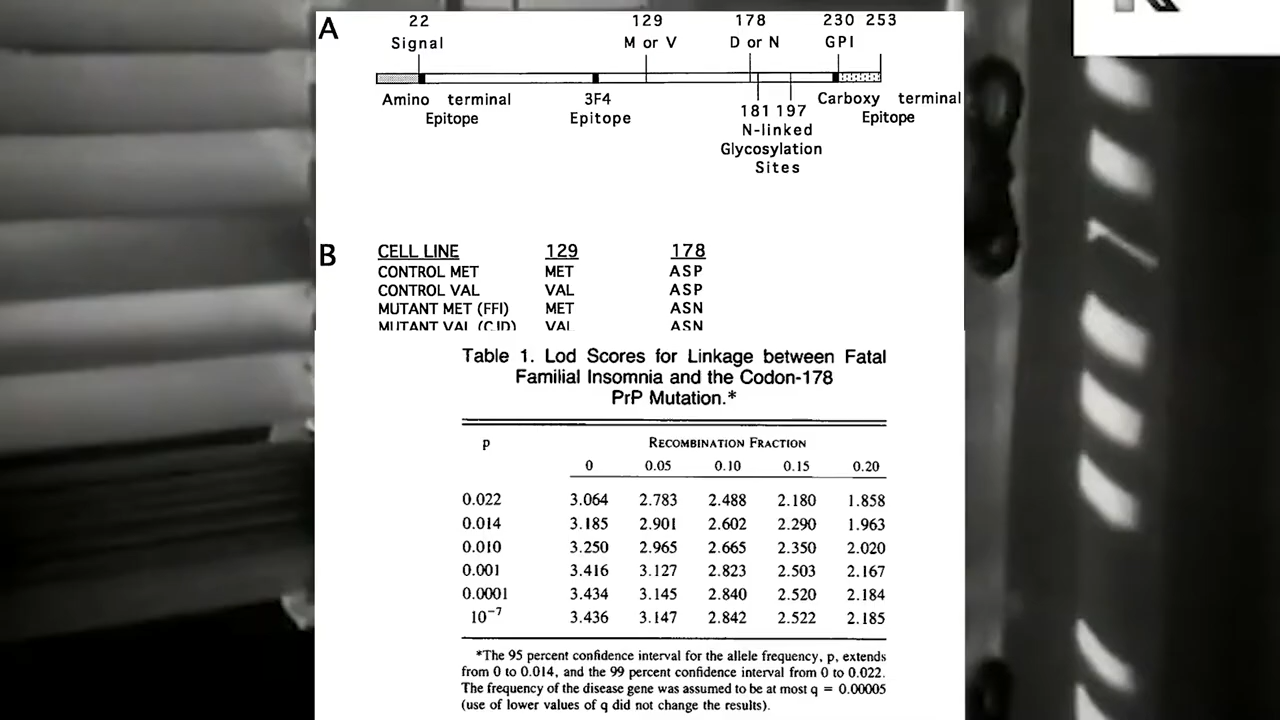 A
22 129 178 230 253
Signal M or V D or N GPI
Amino terminal 3F4 Carboxy terminal
Epitope Epitope 181 197 Epitope
N-linked
Glycosylation
Sites
B
CELL LINE 129 178
CONTROL MET MET ASP
CONTROL VAL VAL ASP
MUTANT MET (FFI) MET ASN
MUTANT VAL (CJD) VAL ASN
Table 1. Lod Scores for Linkage between Fatal
Familial Insomnia and the Codon-178
PrP Mutation.*
p RECOMBINATION FRACTION
0 0.05 0.10 0.15 0.20
0.022 3.064 2.783 2.488 2.180 1.858
0.014 3.185 2.901 2.602 2.290 1.963
0.010 3.250 2.965 2.665 2.350 2.020
0.001 3.416 3.127 2.823 2.503 2.167
0.0001 3.434 3.145 2.840 2.520 2.184
10⁻⁷ 3.436 3.147 2.842 2.522 2.185
*The 95 percent confidence interval for the allele frequency, p, extends
from 0 to 0.014, and the 99 percent confidence interval from 0 to 0.022.
The frequency of the disease gene was assumed to be at most q = 0.00005
(use of lower values of q did not change the results).